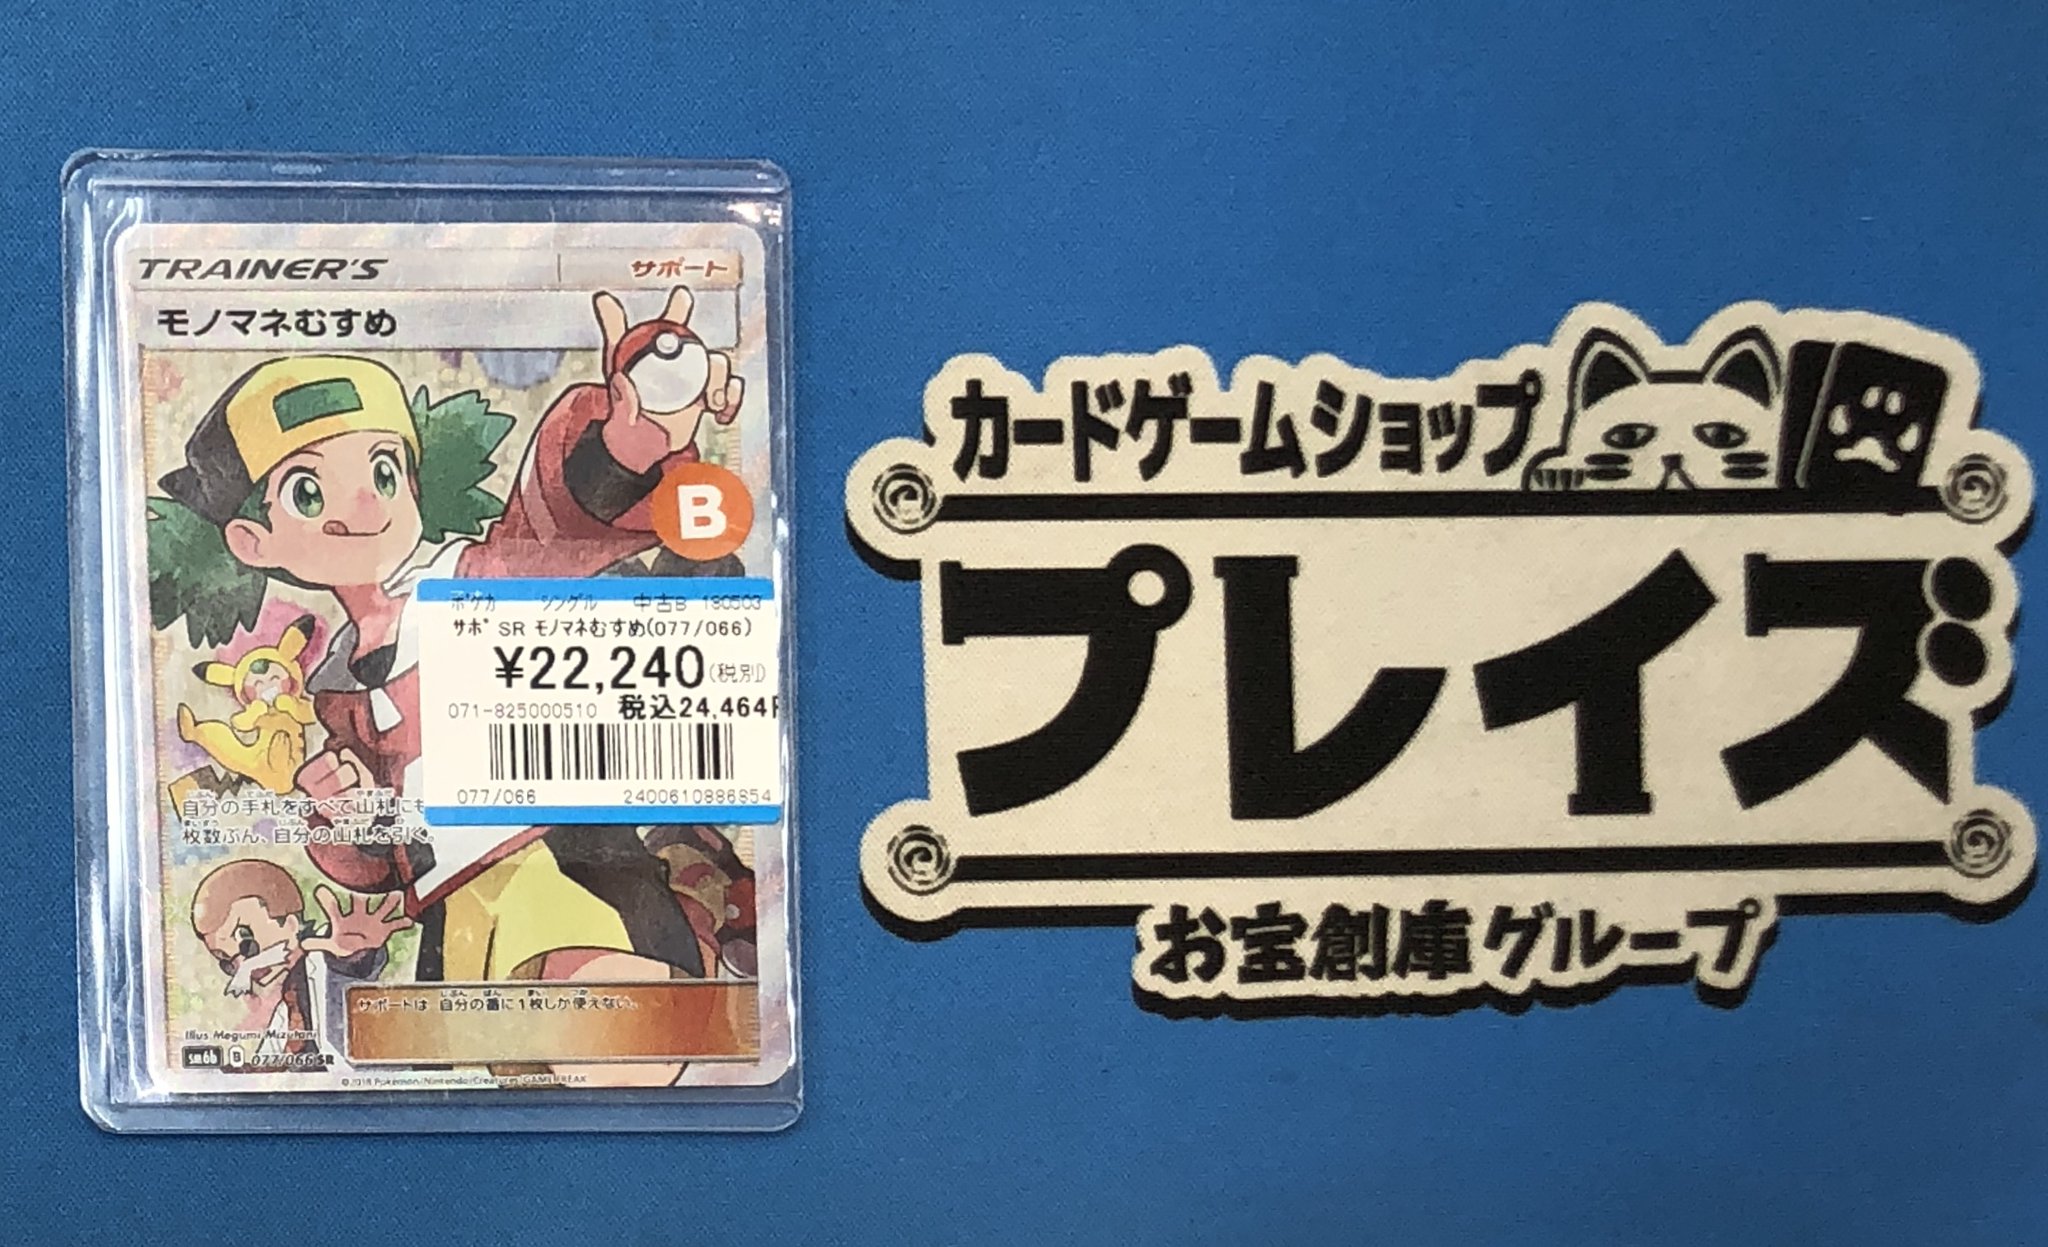 TRAINER'S
サポート
モノマネむすめ
B
ポケカ シングル 中古B 180503
サポ SR モノマネむすめ(077/066)
¥22,240(税別)
071-825000510 税込24,464円
077/066 2400610886854
自分の手札をすべて山札にも
枚数ぶん、自分の山札を引く。
サポートは、自分の番に1枚しか使えない。
Illus. Megumi Mizutani
sm6b B 077/066 SR
©2018 Pokémon/Nintendo/Creatures/GAME FREAK
カードゲームショップ
プレイズ
お宝創庫グループ